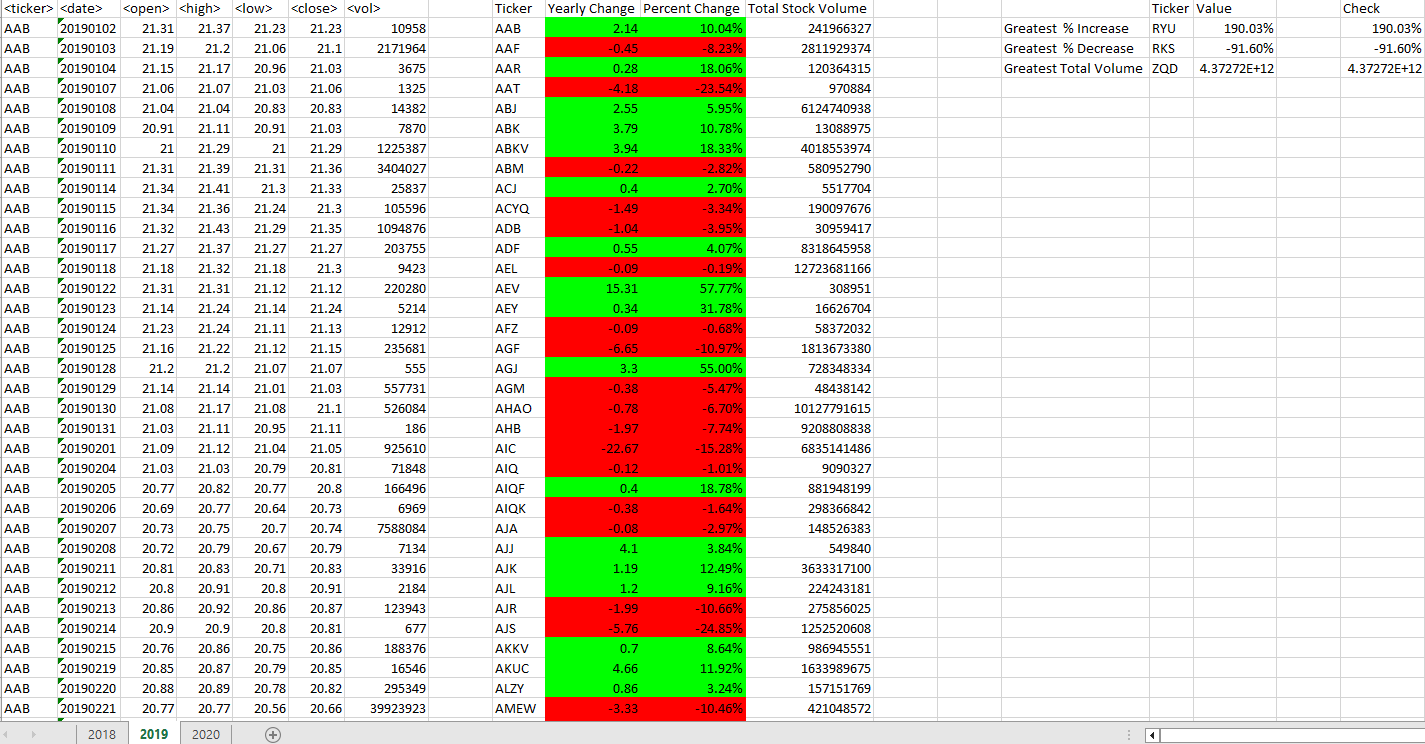 <ticker> <date> <open> <high> <low> <close> <vol> Ticker Yearly Change Percent Change Total Stock Volume Ticker Value Check
AAB 20190102 21.31 21.37 21.23 21.23 10958 AAB 2.14 10.04% 241966327 Greatest % Increase RYU 190.03% 190.03%
AAB 20190103 21.19 21.2 21.06 21.1 2171964 AAF -0.45 -8.23% 2811929374 Greatest % Decrease RKS -91.60% -91.60%
AAB 20190104 21.15 21.17 20.96 21.03 3675 AAR 0.28 18.06% 120364315 Greatest Total Volume ZQD 4.37272E+12 4.37272E+12
AAB 20190107 21.06 21.07 21.03 21.06 1325 AAT -4.18 -23.54% 970884
AAB 20190108 21.04 21.04 20.83 20.83 14382 ABJ 2.55 5.95% 6124740938
AAB 20190109 20.91 21.11 20.91 21.03 7870 ABK 3.79 10.78% 13088975
AAB 20190110 21 21.29 21 21.29 1225387 ABKV 3.94 18.33% 4018553974
AAB 20190111 21.31 21.39 21.31 21.36 3404027 ABM -0.22 -2.82% 580952790
AAB 20190114 21.34 21.41 21.3 21.33 25837 ACJ 0.4 2.70% 5517704
AAB 20190115 21.34 21.36 21.24 21.3 105596 ACYQ -1.49 -3.34% 190097676
AAB 20190116 21.32 21.43 21.29 21.35 1094876 ADB -1.04 -3.95% 30959417
AAB 20190117 21.27 21.37 21.27 21.27 203755 ADF 0.55 4.07% 8318645958
AAB 20190118 21.18 21.32 21.18 21.3 9423 AEL -0.09 -0.19% 12723681166
AAB 20190122 21.31 21.31 21.12 21.12 220280 AEV 15.31 57.77% 308951
AAB 20190123 21.14 21.24 21.14 21.24 5214 AEY 0.34 31.78% 16626704
AAB 20190124 21.23 21.24 21.11 21.13 12912 AFZ -0.09 -0.68% 58372032
AAB 20190125 21.16 21.22 21.12 21.15 235681 AGF -6.65 -10.97% 1813673380
AAB 20190128 21.2 21.2 21.07 21.07 555 AGJ 3.3 55.00% 728348334
AAB 20190129 21.14 21.14 21.01 21.03 557731 AGM -0.38 -5.47% 48438142
AAB 20190130 21.08 21.17 21.08 21.1 526084 AHAO -0.78 -6.70% 10127791615
AAB 20190131 21.03 21.11 20.95 21.11 186 AHB -1.97 -7.74% 9208808838
AAB 20190201 21.09 21.12 21.04 21.05 925610 AIC -22.67 -15.28% 6835141486
AAB 20190204 21.03 21.03 20.79 20.81 71848 AIQ -0.12 -1.01% 9090327
AAB 20190205 20.77 20.82 20.77 20.8 166496 AIQF 0.4 18.78% 881948199
AAB 20190206 20.69 20.77 20.64 20.73 6969 AIQK -0.38 -1.64% 298366842
AAB 20190207 20.73 20.75 20.7 20.74 7588084 AJA -0.08 -2.97% 148526383
AAB 20190208 20.72 20.79 20.67 20.79 7134 AJJ 4.1 3.84% 549840
AAB 20190211 20.81 20.83 20.71 20.83 33916 AJK 1.19 12.49% 3633317100
AAB 20190212 20.8 20.91 20.8 20.91 2184 AJL 1.2 9.16% 224243181
AAB 20190213 20.86 20.92 20.86 20.87 123943 AJR -1.99 -10.66% 275856025
AAB 20190214 20.9 20.9 20.8 20.81 677 AJS -5.76 -24.85% 1252520608
AAB 20190215 20.76 20.86 20.75 20.86 188376 AKKV 0.7 8.64% 986945551
AAB 20190219 20.85 20.87 20.79 20.85 16546 AKUC 4.66 11.92% 1633989675
AAB 20190220 20.88 20.89 20.78 20.82 295349 ALZY 0.86 3.24% 157151769
AAB 20190221 20.77 20.77 20.56 20.66 39923923 AMEW -3.33 -10.46% 421048572
2018 2019 2020